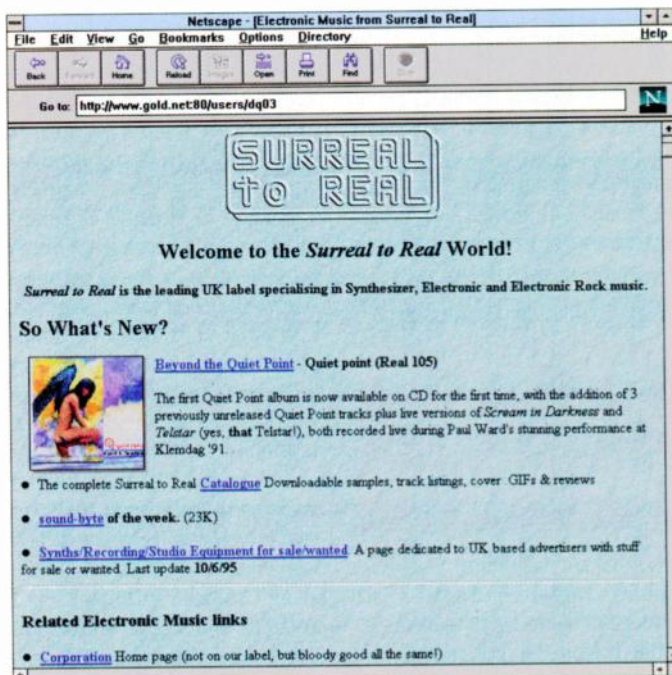 Netscape - [Electronic Music from Surreal to Real]
File Edit View Go Bookmarks Options Directory Help
Back Forward Home Reload Images Open Print Find Stop
Go to: http://www.gold.net:80/users/dq03
N
SURREAL
to REAL
Welcome to the Surreal to Real World!
Surreal to Real is the leading UK label specialising in Synthesizer, Electronic and Electronic Rock music.
So What's New?
Beyond the Quiet Point - Quiet point (Real 105)
The first Quiet Point album is now available on CD for the first time, with the addition of 3
previously unreleased Quiet Point tracks plus live versions of Scream in Darkness and
Telstar (yes, that Telstar!), both recorded live during Paul Ward's stunning performance at
Klemdag '91.
● The complete Surreal to Real Catalogue Downloadable samples, track listings, cover .GIFs & reviews
● sound-byte of the week. (23K)
● Synths/Recording/Studio Equipment for sale/wanted. A page dedicated to UK based advertisers with stuff
for sale or wanted. Last update 10/6/95
Related Electronic Music links
● Corporation Home page (not on our label, but bloody good all the same!)